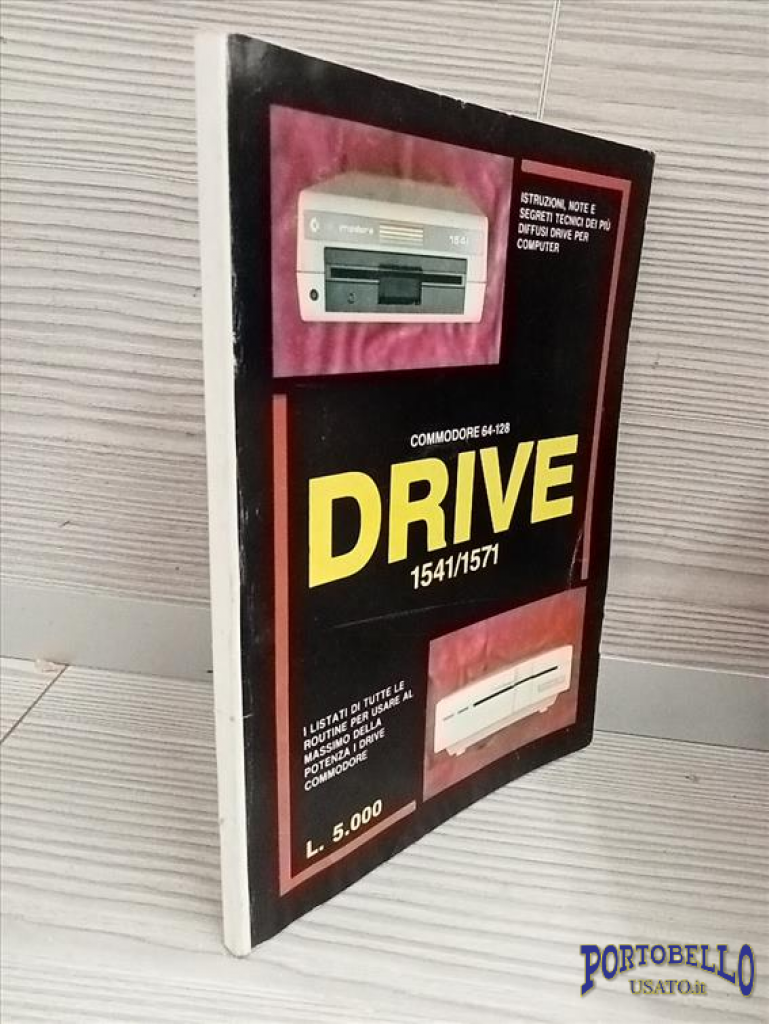 ISTRUZIONI, NOTE E
SEGRETI TECNICI DEI PIÙ
DIFFUSI DRIVE PER
COMPUTER
1541
COMMODORE 64-128
DRIVE
1541/1571
I LISTATI DI TUTTE LE
ROUTINE PER USARE AL
MASSIMO DELLA
POTENZA I DRIVE
COMMODORE
L. 5.000
PORTOBELLO
USATO.it